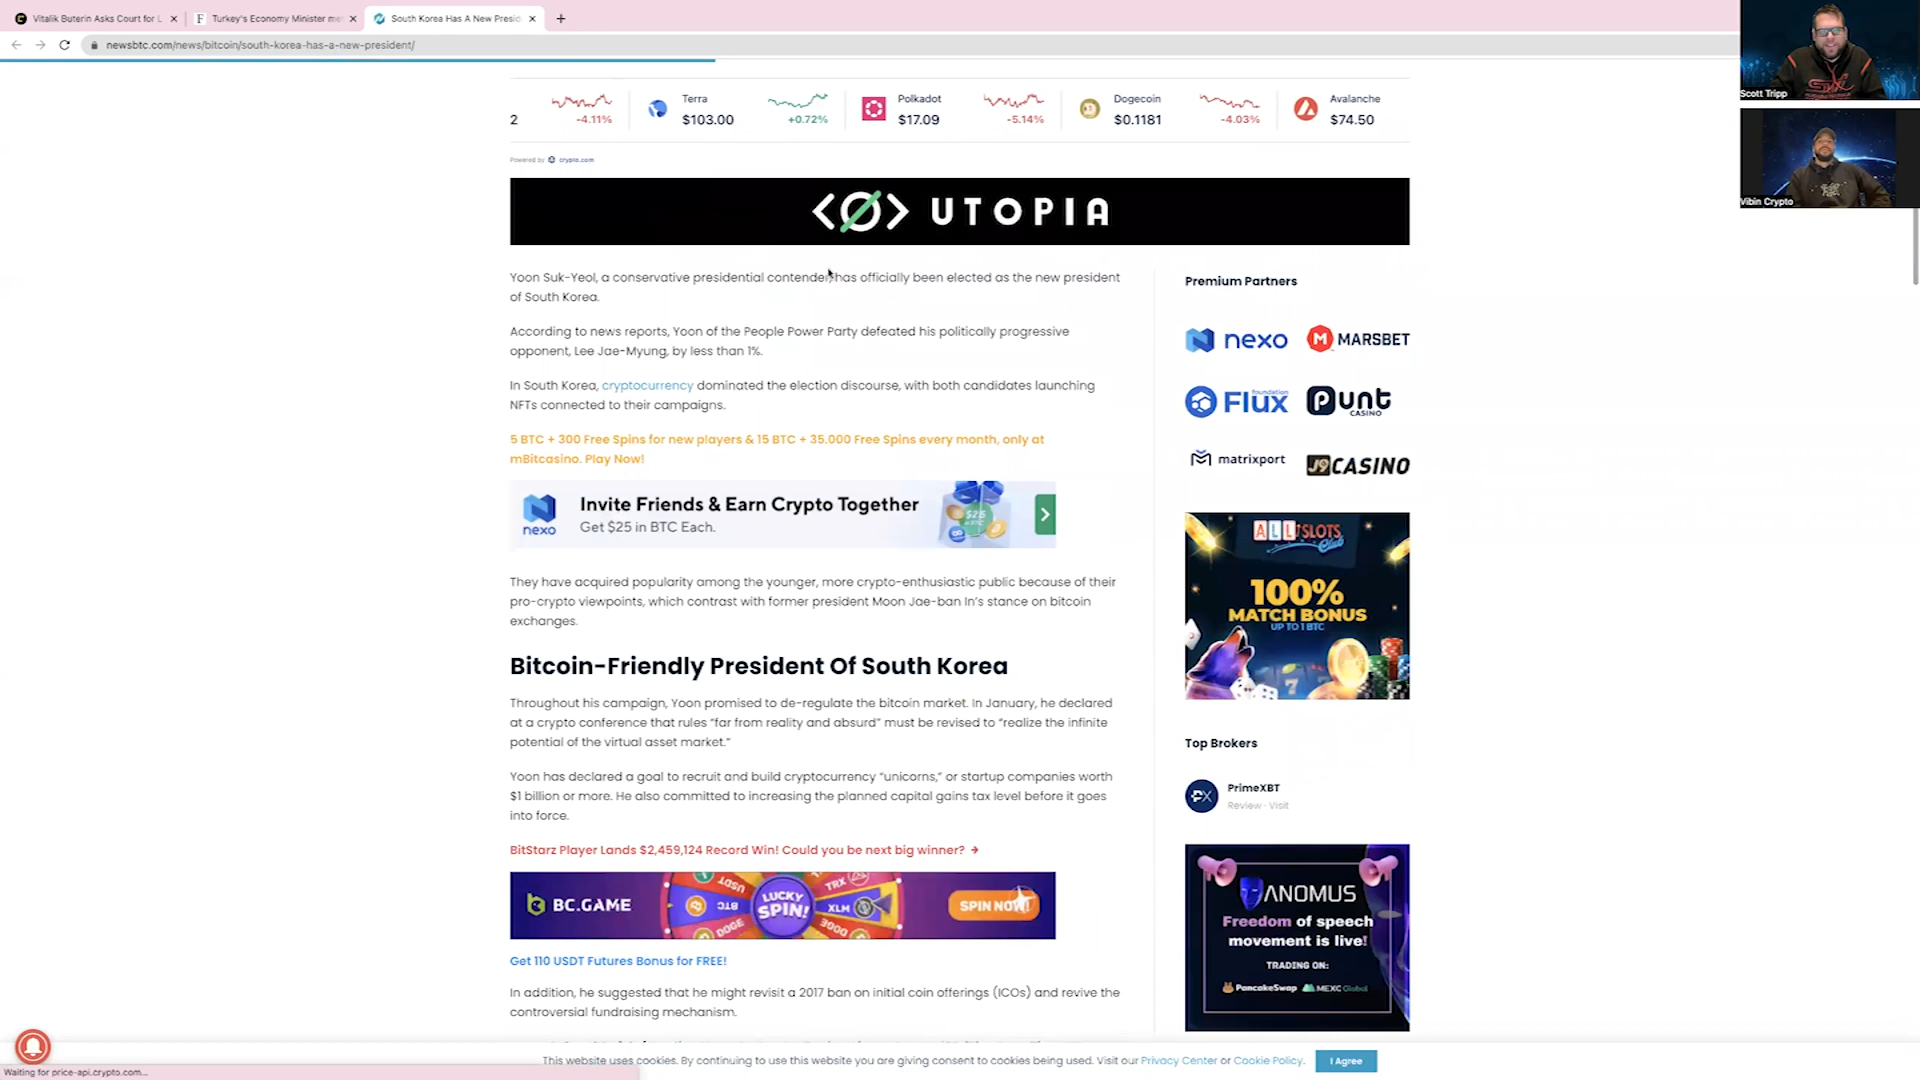 Vitalik Buterin Asks Court for L
Turkey's Economy Minister me
South Korea Has A New Presid
newsbtc.com/news/bitcoin/south-korea-has-a-new-president/
Scott Tripp
Vibin Crypto
2
-4.11%
Terra
$103.00
+0.72%
Polkadot
$17.09
-5.14%
Dogecoin
$0.1181
-4.03%
Avalanche
$74.50
Powered by crypto.com
UTOPIA
Yoon Suk-Yeol, a conservative presidential contender has officially been elected as the new president
of South Korea.
According to news reports, Yoon of the People Power Party defeated his politically progressive
opponent, Lee Jae-Myung, by less than 1%.
In South Korea, cryptocurrency dominated the election discourse, with both candidates launching
NFTs connected to their campaigns.
5 BTC + 300 Free Spins for new players & 15 BTC + 35.000 Free Spins every month, only at
mBitcasino. Play Now!
nexo
Invite Friends & Earn Crypto Together
Get $25 in BTC Each.
They have acquired popularity among the younger, more crypto-enthusiastic public because of their
pro-crypto viewpoints, which contrast with former president Moon Jae-ban In's stance on bitcoin
exchanges.
Bitcoin-Friendly President Of South Korea
Throughout his campaign, Yoon promised to de-regulate the bitcoin market. In January, he declared
at a crypto conference that rules "far from reality and absurd" must be revised to "realize the infinite
potential of the virtual asset market."
Yoon has declared a goal to recruit and build cryptocurrency "unicorns," or startup companies worth
$1 billion or more. He also committed to increasing the planned capital gains tax level before it goes
into force.
BitStarz Player Lands $2,459,124 Record Win! Could you be next big winner?
BC.GAME
LUCKY
SPIN!
USDT
TRX
BTC
XLM
DOGE
DOGE
SPIN NOW!
Get 110 USDT Futures Bonus for FREE!
In addition, he suggested that he might revisit a 2017 ban on initial coin offerings (ICOs) and revive the
controversial fundraising mechanism.
Premium Partners
nexo
MARSBET
Flux
foundation
Punt
CASINO
matrixport
J9CASINO
ALL SLOTS
Club
100%
MATCH BONUS
UP TO 1 BTC
Top Brokers
PrimeXBT
Review · Visit
ANOMUS
Freedom of speech
movement is live!
TRADING ON:
PancakeSwap
MEXC Global
This website uses cookies. By continuing to use this website you are giving consent to cookies being used. Visit our Privacy Center or Cookie Policy.
I Agree
Waiting for price-api.crypto.com...